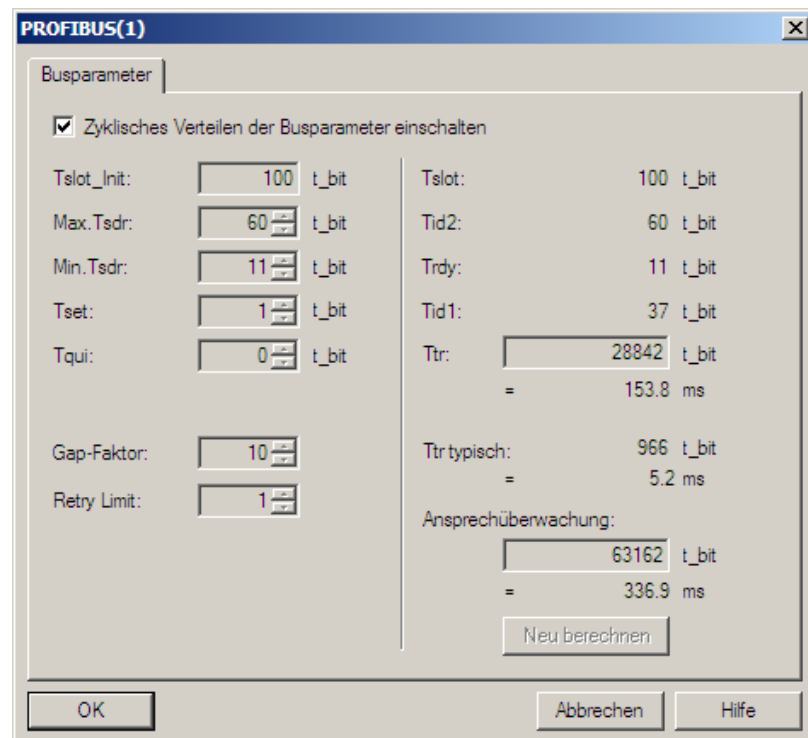 PROFIBUS(1)
Busparameter
Zyklisches Verteilen der Busparameter einschalten
Tslot_Init: 100 t_bit
Max.Tsdr: 60 t_bit
Min.Tsdr: 11 t_bit
Tset: 1 t_bit
Tqui: 0 t_bit
Gap-Faktor: 10
Retry Limit: 1
Tslot: 100 t_bit
Tid2: 60 t_bit
Trdy: 11 t_bit
Tid1: 37 t_bit
Ttr: 28842 t_bit
= 153.8 ms
Ttr typisch: 966 t_bit
= 5.2 ms
Ansprechüberwachung:
63162 t_bit
= 336.9 ms
Neu berechnen
OK Abbrechen Hilfe